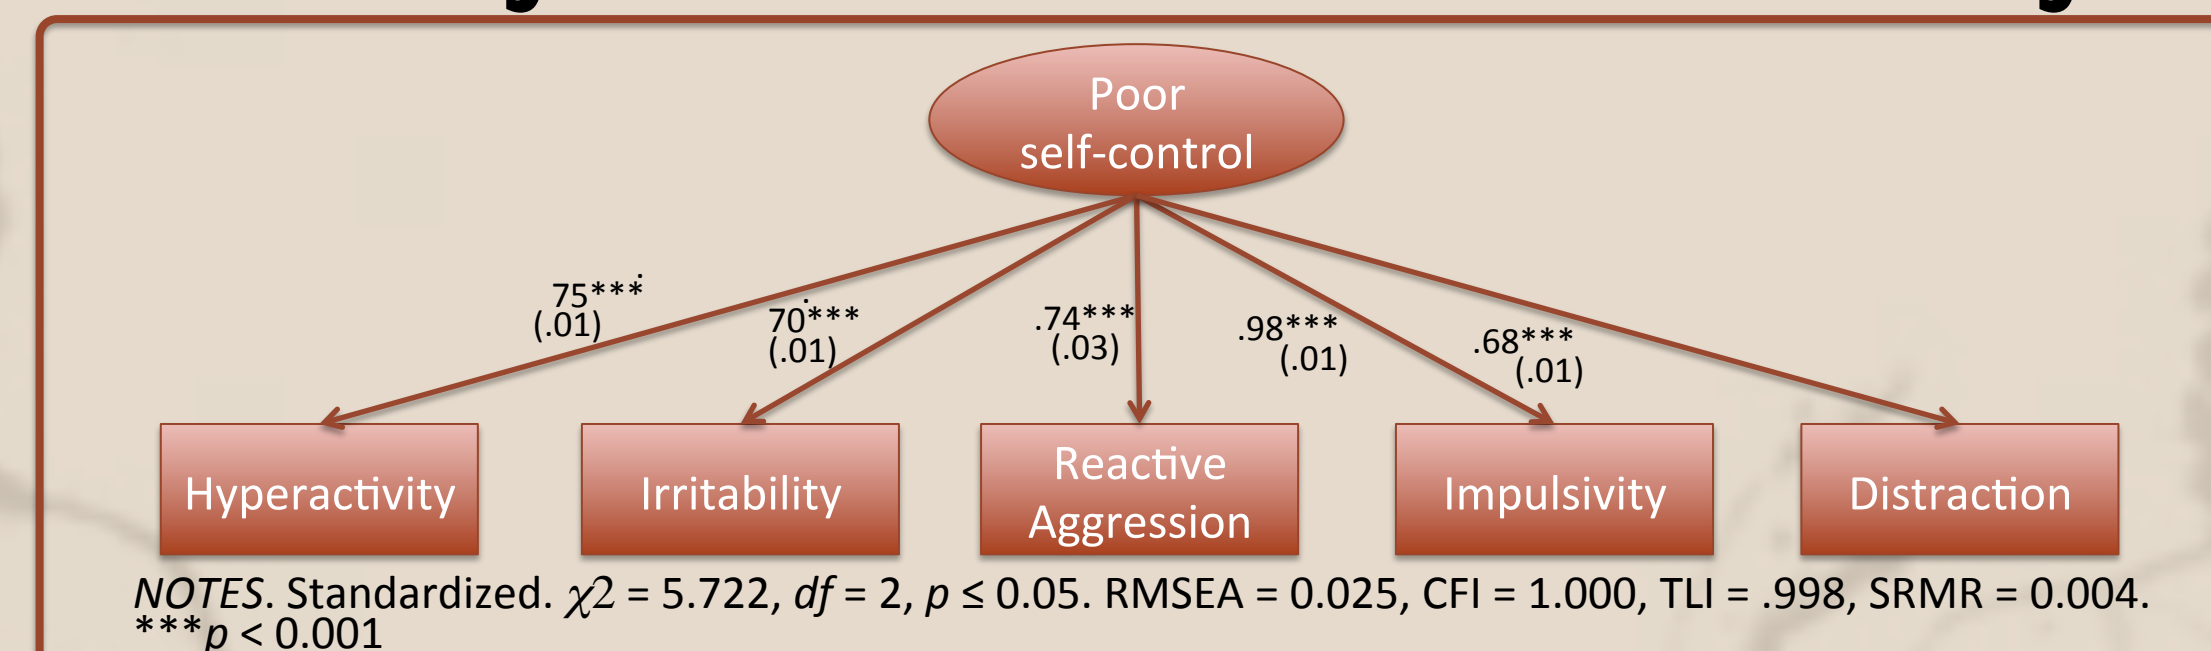 Poor
self-control
.75***
(.01)
.70***
(.01)
.74***
(.03)
.98***
(.01)
.68***
(.01)
Hyperactivity
Irritability
Reactive
Aggression
Impulsivity
Distraction
NOTES. Standardized. χ2 = 5.722, df = 2, p ≤ 0.05. RMSEA = 0.025, CFI = 1.000, TLI = .998, SRMR = 0.004.
***p < 0.001